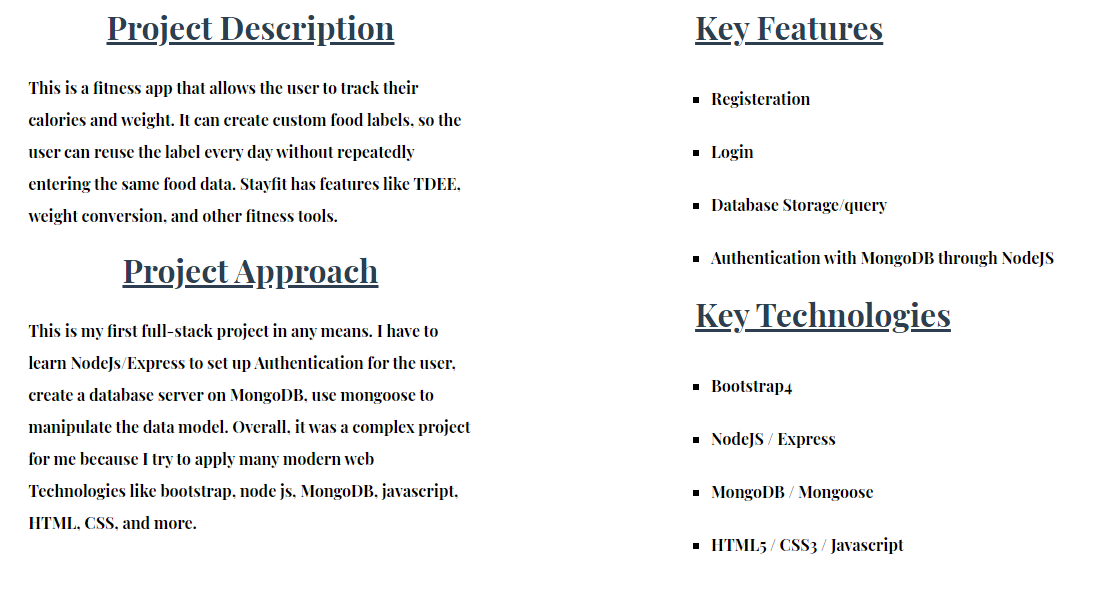 Project Description
This is a fitness app that allows the user to track their
calories and weight. It can create custom food labels, so the
user can reuse the label every day without repeatedly
entering the same food data. Stayfit has features like TDEE,
weight conversion, and other fitness tools.
Project Approach
This is my first full-stack project in any means. I have to
learn NodeJs/Express to set up Authentication for the user,
create a database server on MongoDB, use mongoose to
manipulate the data model. Overall, it was a complex project
for me because I try to apply many modern web
Technologies like bootstrap, node js, MongoDB, javascript,
HTML, CSS, and more.
Key Features
Registeration
Login
Database Storage/query
Authentication with MongoDB through NodeJS
Key Technologies
Bootstrap4
NodeJS / Express
MongoDB / Mongoose
HTML5 / CSS3 / Javascript